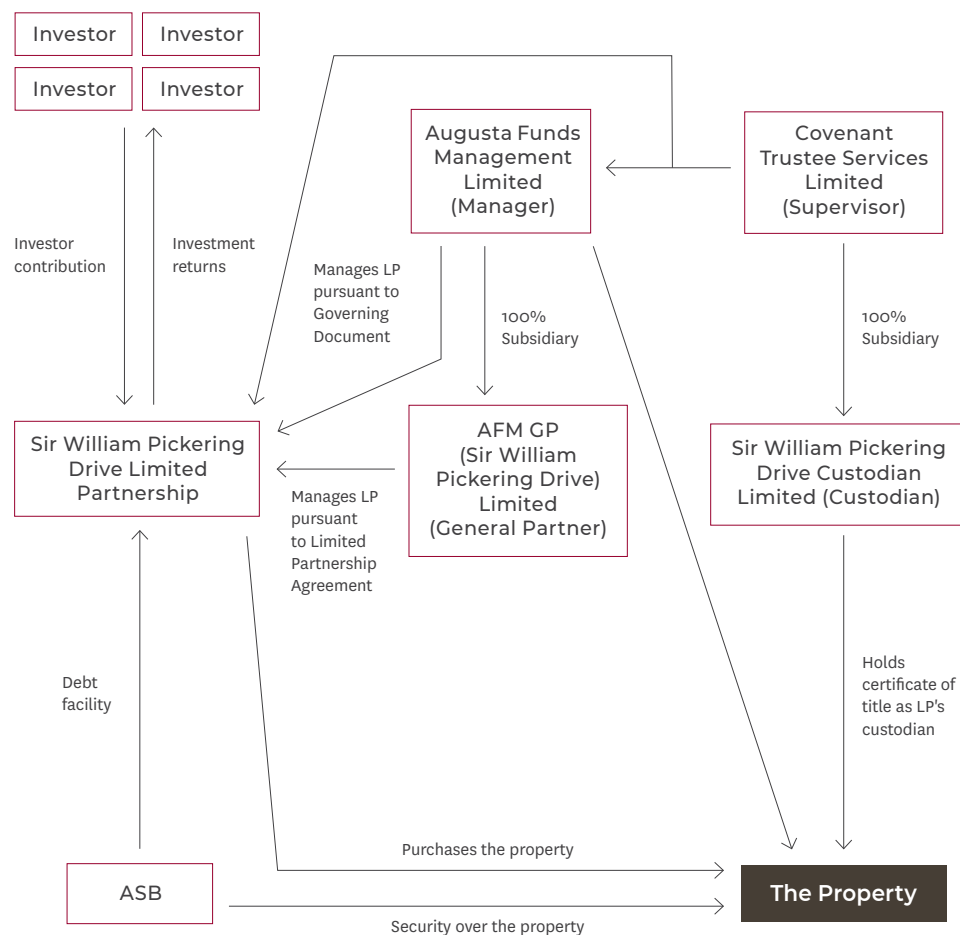 Investor
Investor
Investor
Investor
Augusta Funds
Management
Limited
(Manager)
Covenant
Trustee Services
Limited
(Supervisor)
Investor
contribution
Investment
returns
Manages LP
pursuant to
Governing
Document
100%
Subsidiary
100%
Subsidiary
Sir William Pickering
Drive Limited
Partnership
AFM GP
(Sir William
Pickering Drive)
Limited
(General Partner)
Sir William Pickering
Drive Custodian
Limited (Custodian)
Manages LP
pursuant
to Limited
Partnership
Agreement
Debt
facility
Holds
certificate of
title as LP's
custodian
Purchases the property
ASB
The Property
Security over the property